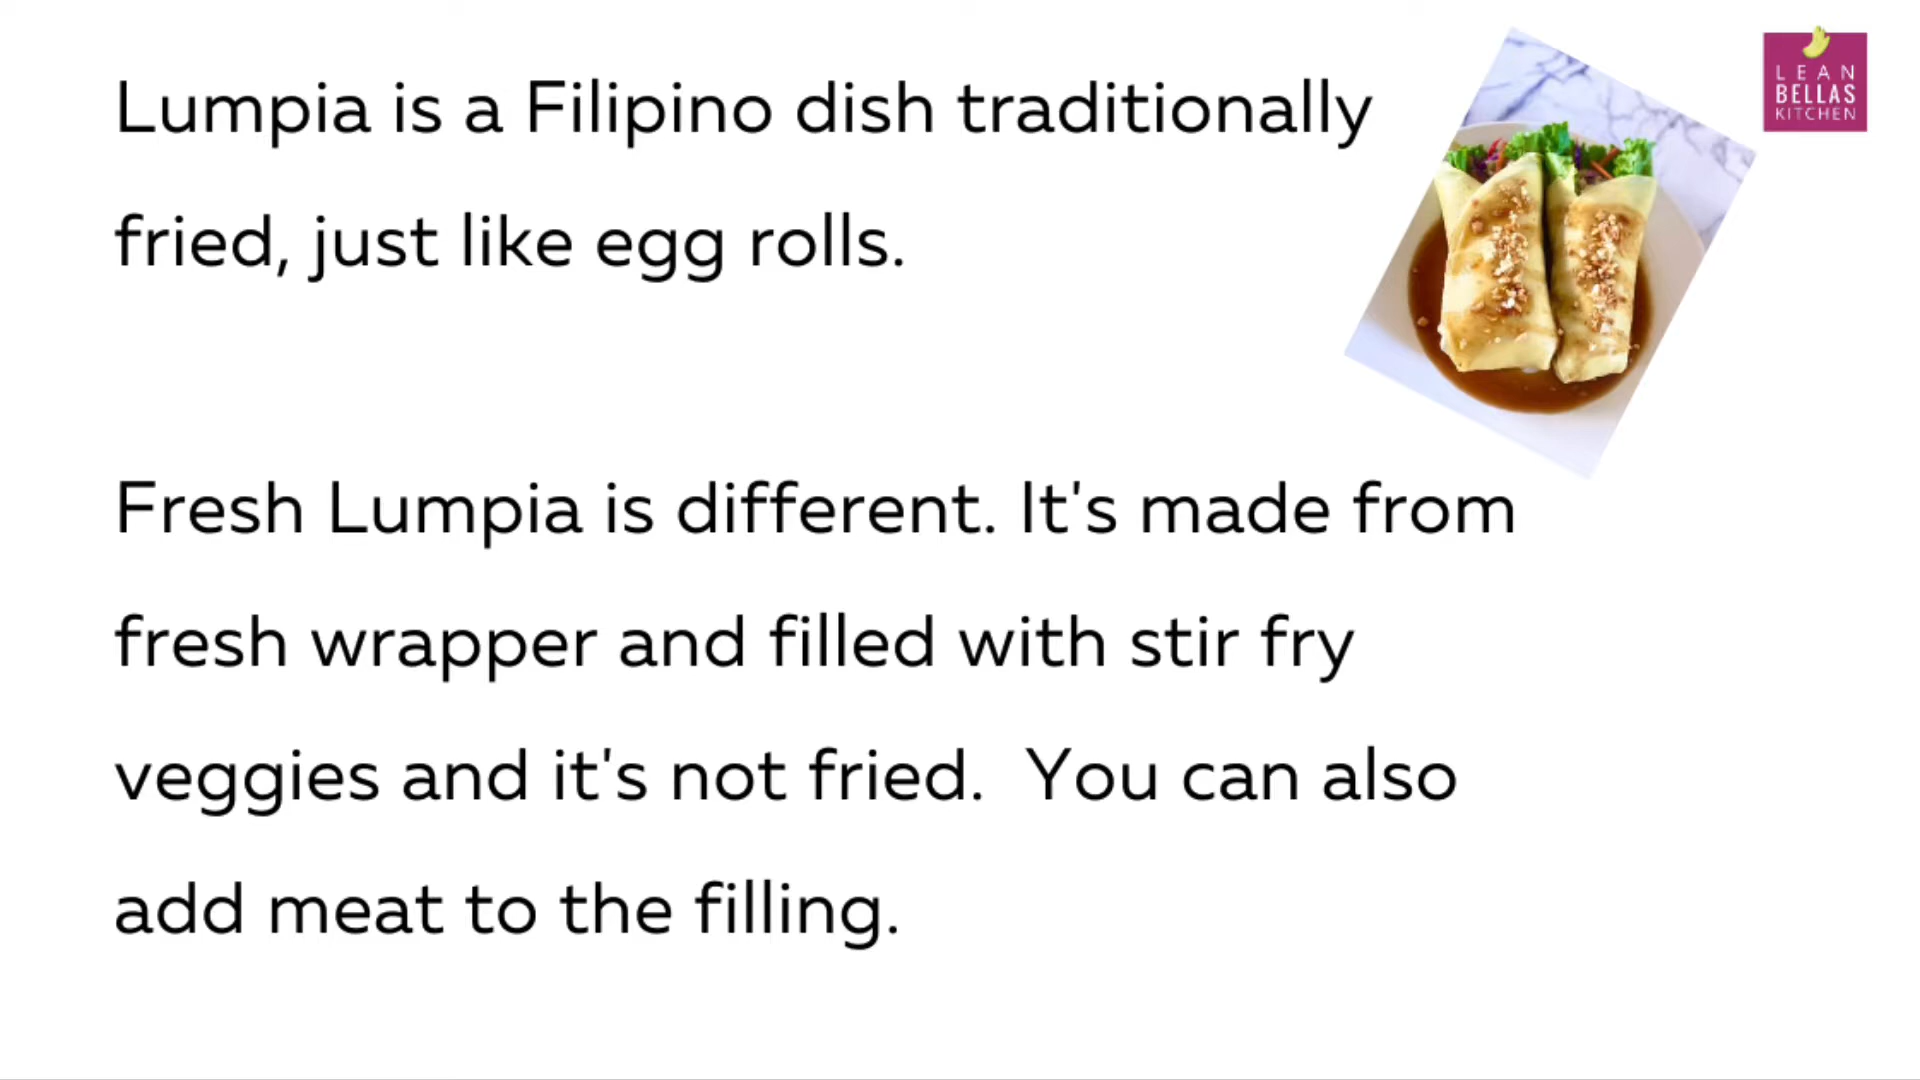 Lumpia is a Filipino dish traditionally
fried, just like egg rolls.
Fresh Lumpia is different. It's made from
fresh wrapper and filled with stir fry
veggies and it's not fried.  You can also
add meat to the filling.
LEAN
BELLAS
KITCHEN